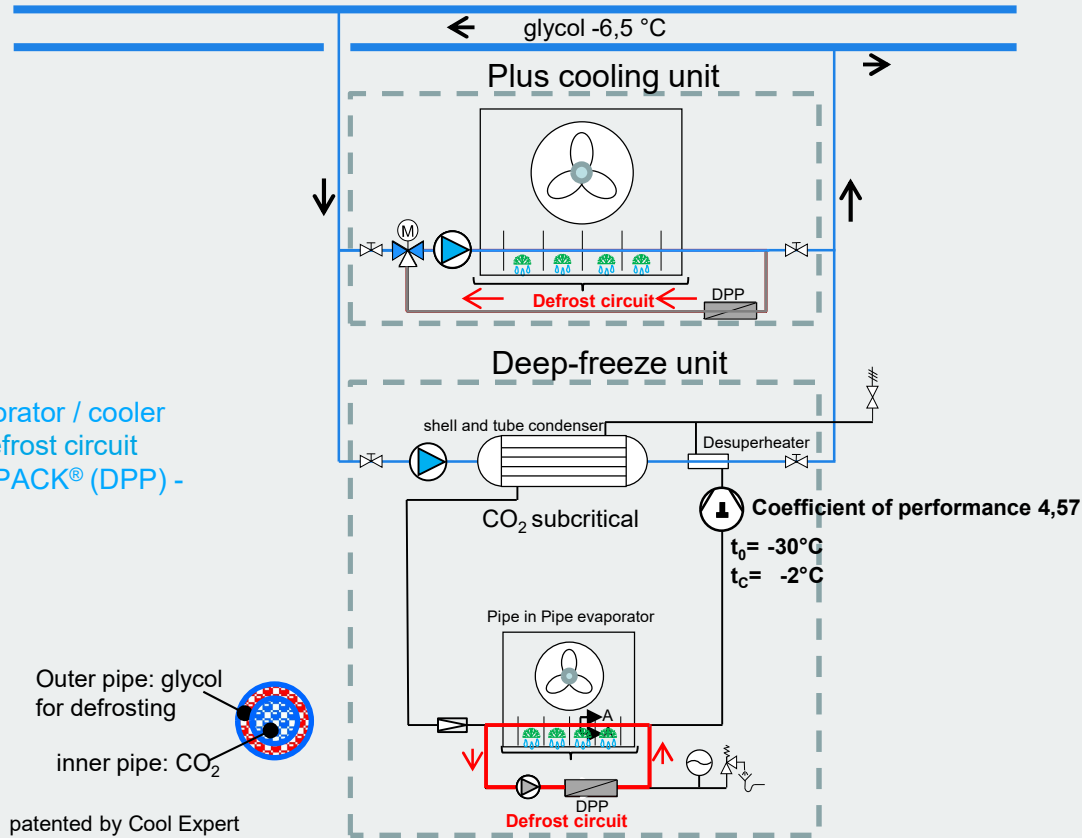 glycol -6,5 °C
Plus cooling unit
M
DPP
Defrost circuit
Deep-freeze unit
orator / cooler
efrost circuit
PACK® (DPP) -
shell and tube condenser
Desuperheater
CO₂ subcritical
Coefficient of performance 4,57
t₀= -30°C
t_C= -2°C
Pipe in Pipe evaporator
Outer pipe: glycol
for defrosting
A
A
inner pipe: CO₂
DPP
Defrost circuit
patented by Cool Expert